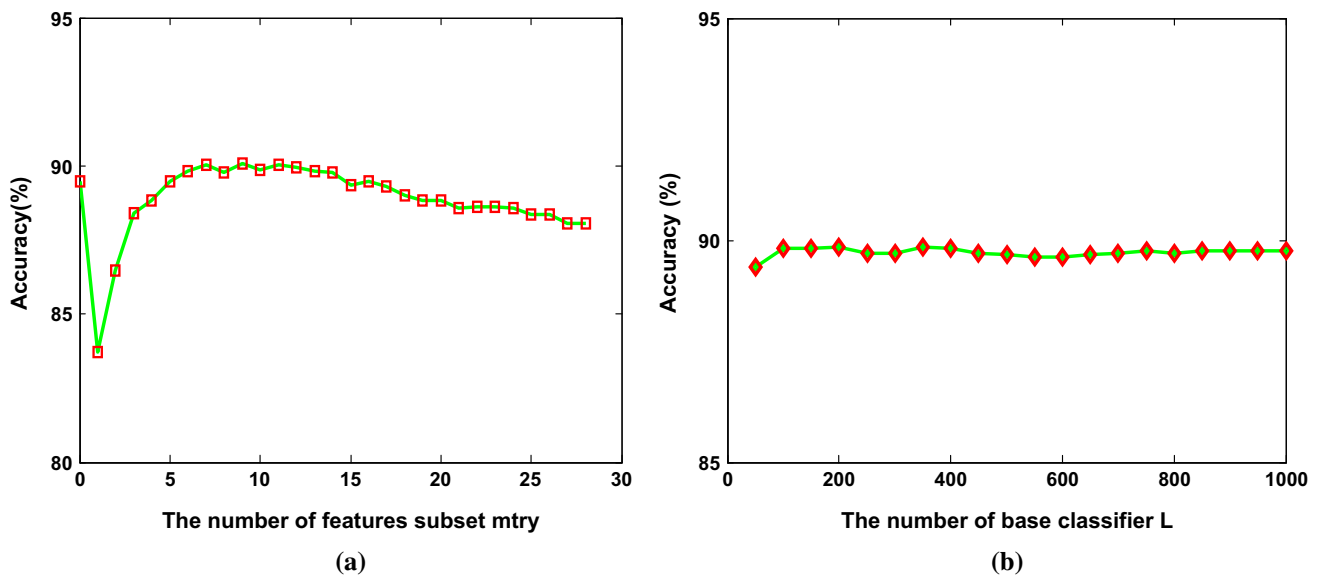 95
90
85
80
Accuracy(%)
0 5 10 15 20 25 30
The number of features subset mtry
(a)
95
90
85
Accuracy (%)
0 200 400 600 800 1000
The number of base classifier L
(b)